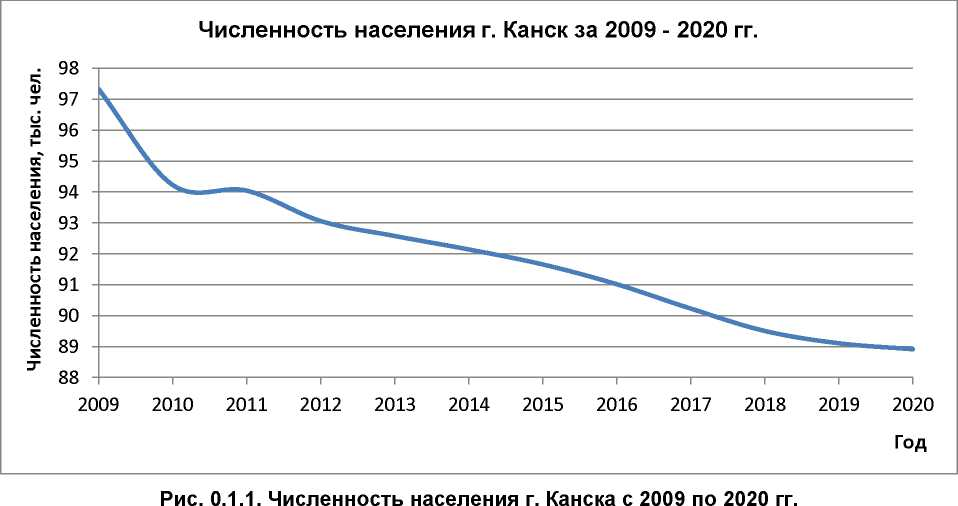 Численность населения г. Канск за 2009 - 2020 гг.
Численность населения, тыс. чел.
98
97
96
95
94
93
92
91
90
89
88
2009 2010 2011 2012 2013 2014 2015 2016 2017 2018 2019 2020
Год
Рис. 0.1.1. Численность населения г. Канска с 2009 по 2020 гг.